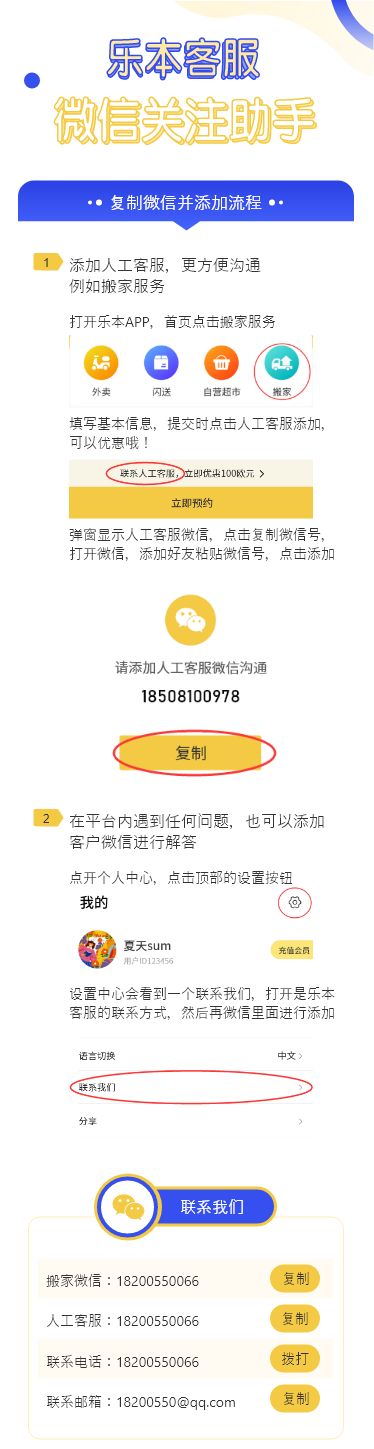 乐本客服
微信关注助手
复制微信并添加流程
1
添加人工客服，更方便沟通
例如搬家服务
打开乐本APP，首页点击搬家服务
外卖
闪送
自营超市
搬家
填写基本信息，提交时点击人工客服添加，
可以优惠哦！
联系人工客服，立即优惠100欧元
立即预约
弹窗显示人工客服微信，点击复制微信号，
打开微信，添加好友粘贴微信号，点击添加
请添加人工客服微信沟通
18508100978
复制
2
在平台内遇到任何问题，也可以添加
客户微信进行解答
点开个人中心，点击顶部的设置按钮
我的
夏天sum
用户ID123456
充值会员
设置中心会看到一个联系我们，打开是乐本
客服的联系方式，然后再微信里面进行添加
语言切换 中文
联系我们
分享
联系我们
搬家微信：18200550066 复制
人工客服：18200550066 复制
联系电话：18200550066 拨打
联系邮箱：18200550@qq.com 复制